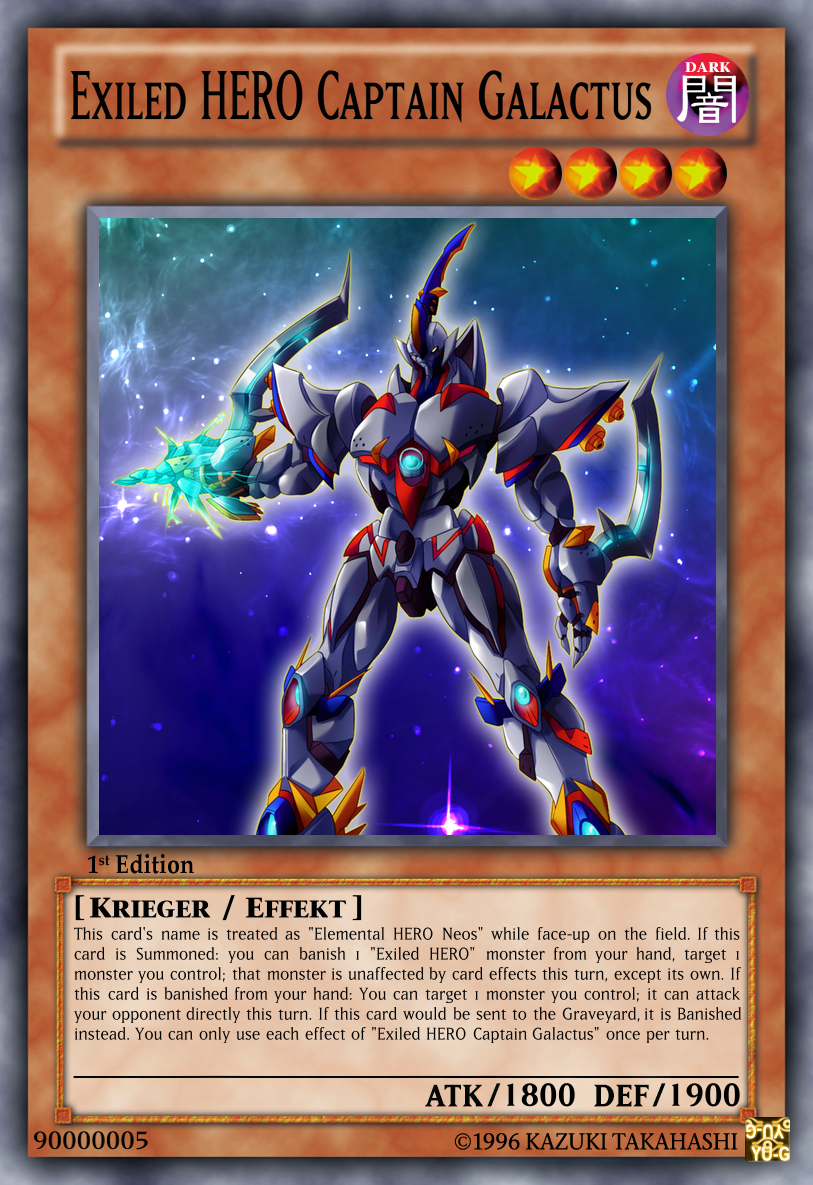 Exiled HERO Captain Galactus
DARK
闇
1st Edition
[ Krieger / Effekt ]
This card's name is treated as "Elemental HERO Neos" while face-up on the field. If this
card is Summoned: you can banish 1 "Exiled HERO" monster from your hand, target 1
monster you control; that monster is unaffected by card effects this turn, except its own. If
this card is banished from your hand: You can target 1 monster you control; it can attack
your opponent directly this turn. If this card would be sent to the Graveyard, it is Banished
instead. You can only use each effect of "Exiled HERO Captain Galactus" once per turn.
ATK/1800 DEF/1900
90000005
©1996 KAZUKI TAKAHASHI
YU-G